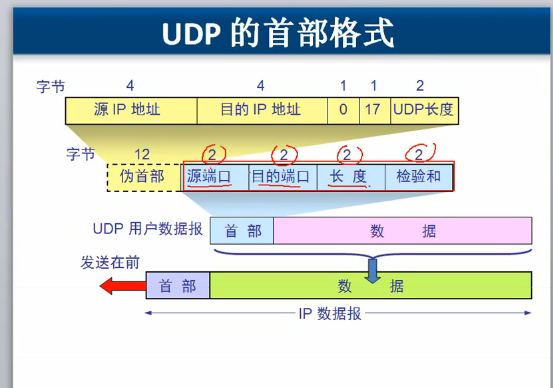 UDP 的首部格式
字节 4 4 1 1 2
源 IP 地址 目的 IP 地址 0 17 UDP长度
字节 12 2 2 2 2
伪首部 源端口 目的端口 长 度 检验和
UDP 用户数据报 首 部 数 据
发送在前
首 部 数 据
IP 数据报